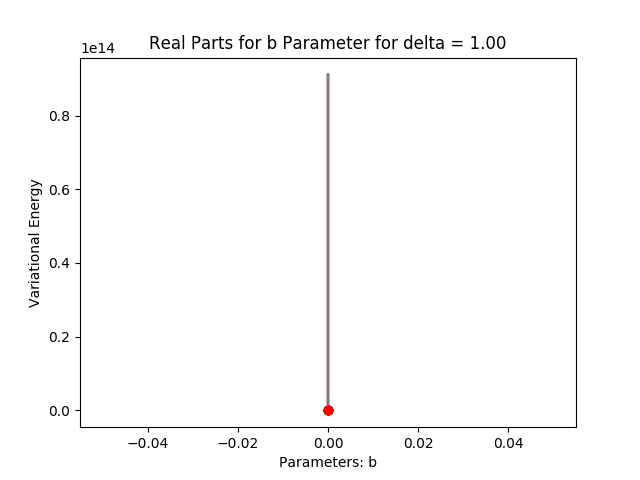 Real Parts for b Parameter for delta = 1.00
1e14
Variational Energy
0.8
0.6
0.4
0.2
0.0
−0.04 −0.02 0.00 0.02 0.04
Parameters: b